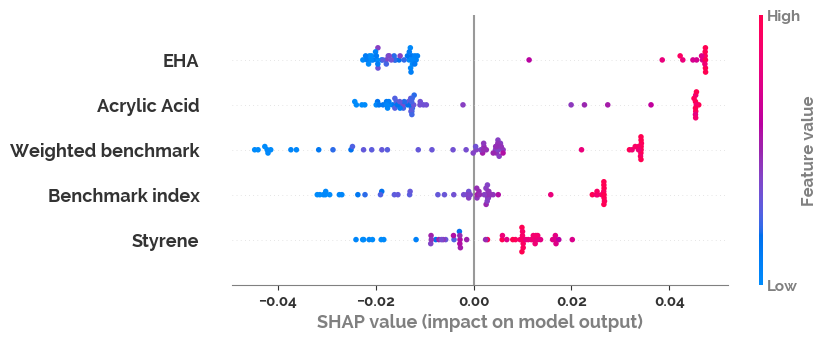 High
EHA
Acrylic Acid
Weighted benchmark
Benchmark index
Styrene
Feature value
Low
−0.04 −0.02 0.00 0.02 0.04
SHAP value (impact on model output)